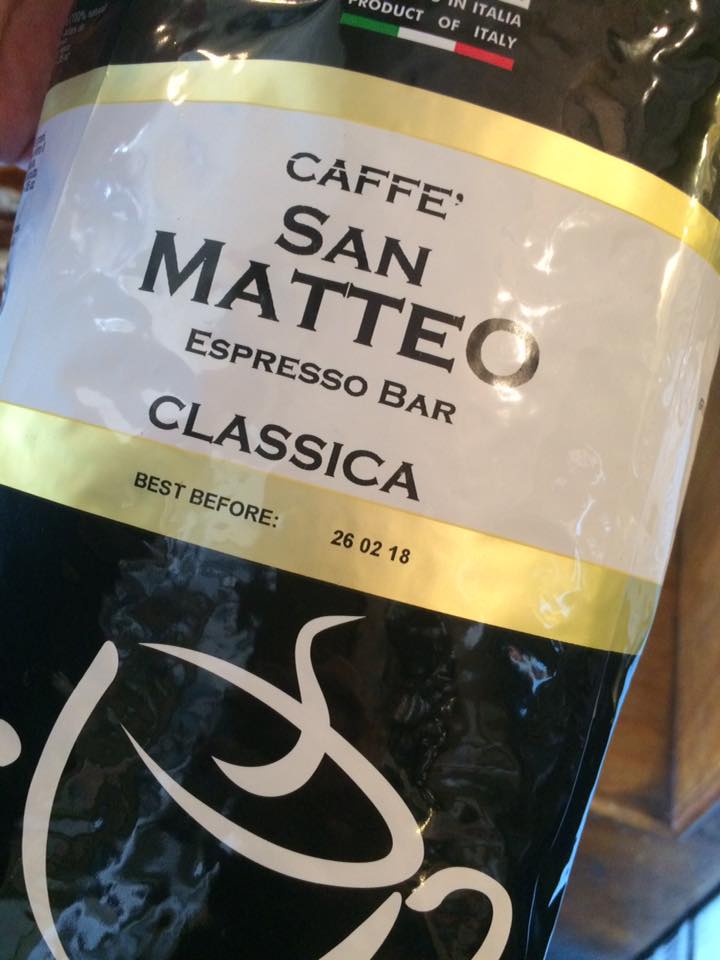 IN ITALIA
PRODUCT OF ITALY
CAFFE'
SAN
MATTEO
ESPRESSO BAR
CLASSICA
BEST BEFORE: 26 02 18